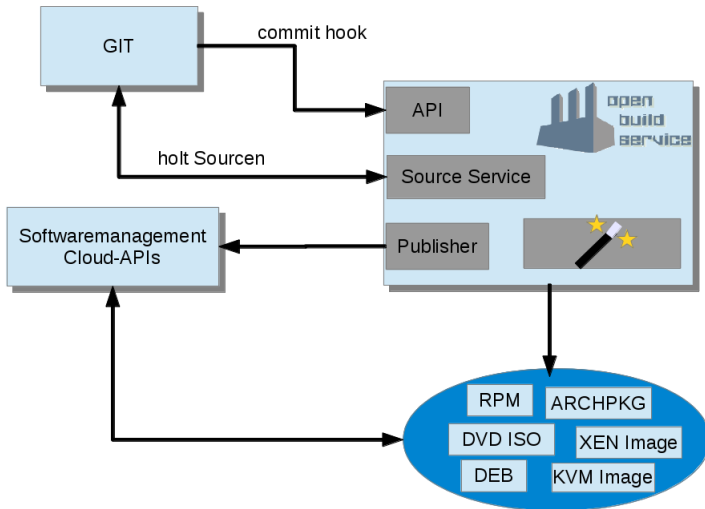 GIT
commit hook
API
open
build
service
holt Sourcen
Source Service
Softwaremanagement
Cloud-APIs
Publisher
RPM
ARCHPKG
DVD ISO
XEN Image
DEB
KVM Image